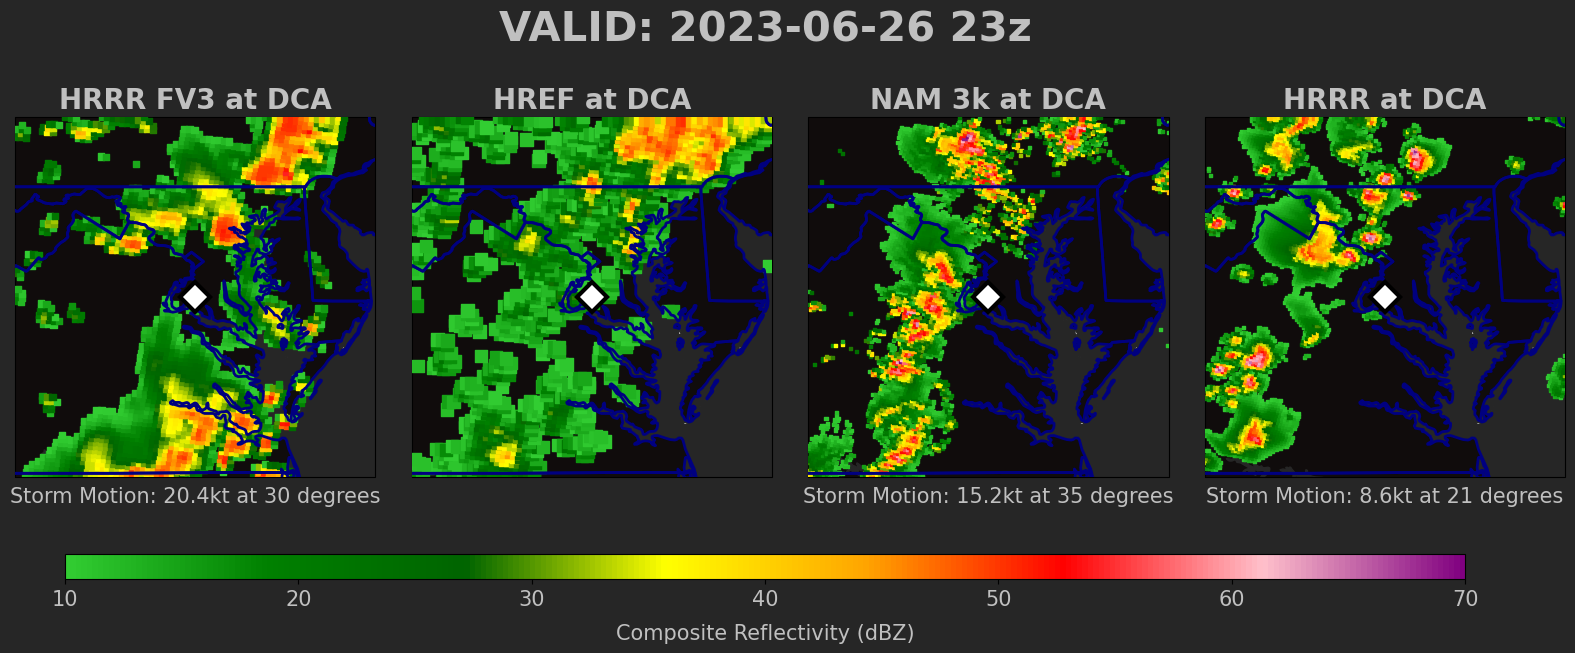 VALID: 2023-06-26 23z
HRRR FV3 at DCA
HREF at DCA
NAM 3k at DCA
HRRR at DCA
Storm Motion: 20.4kt at 30 degrees
Storm Motion: 15.2kt at 35 degrees
Storm Motion: 8.6kt at 21 degrees
10 20 30 40 50 60 70
Composite Reflectivity (dBZ)